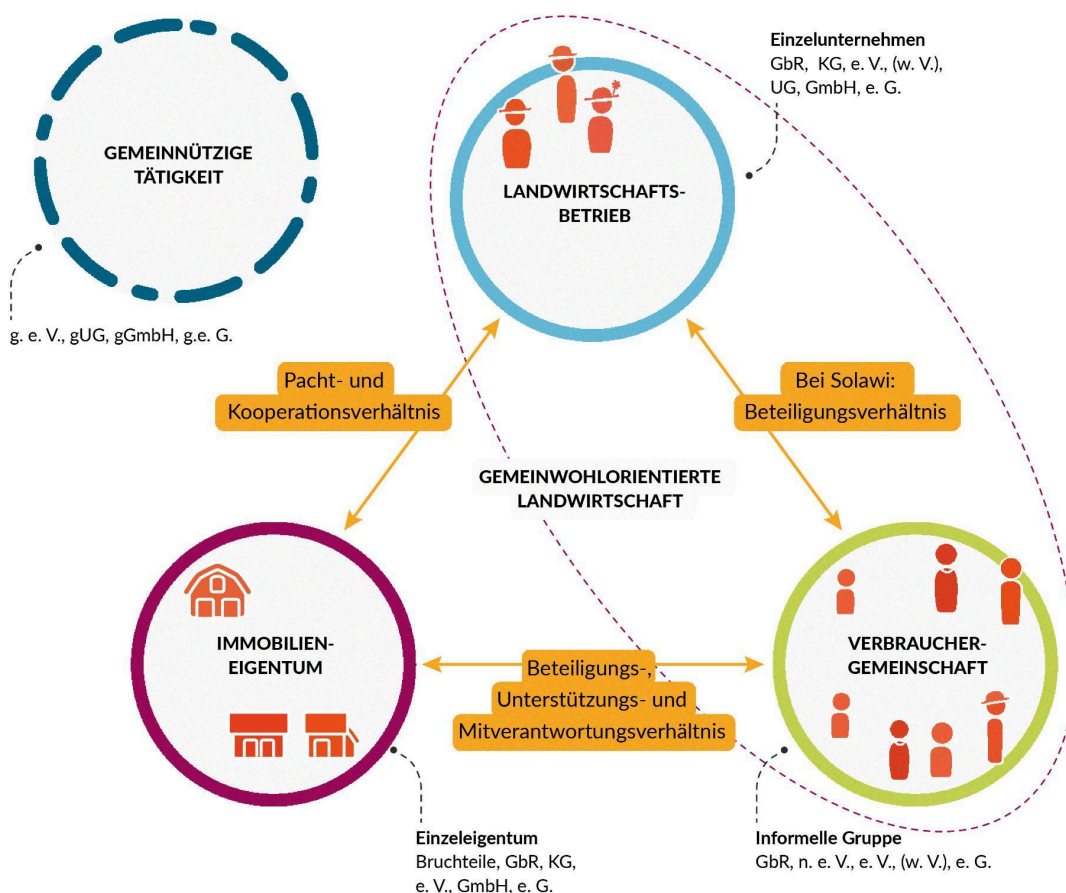 Einzelunternehmen
GbR, KG, e. V., (w. V.),
UG, GmbH, e. G.
GEMEINNÜTZIGE
TÄTIGKEIT
LANDWIRTSCHAFTS-
BETRIEB
g. e. V., gUG, gGmbH, g.e. G.
Pacht- und
Kooperationsverhältnis
Bei Solawi:
Beteiligungsverhältnis
GEMEINWOHLORIENTIERTE
LANDWIRTSCHAFT
IMMOBILIEN-
EIGENTUM
Beteiligungs-,
Unterstützungs- und
Mitverantwortungsverhältnis
VERBRAUCHER-
GEMEINSCHAFT
Einzeleigentum
Bruchteile, GbR, KG,
e. V., GmbH, e. G.
Informelle Gruppe
GbR, n. e. V., e. V., (w. V.), e. G.